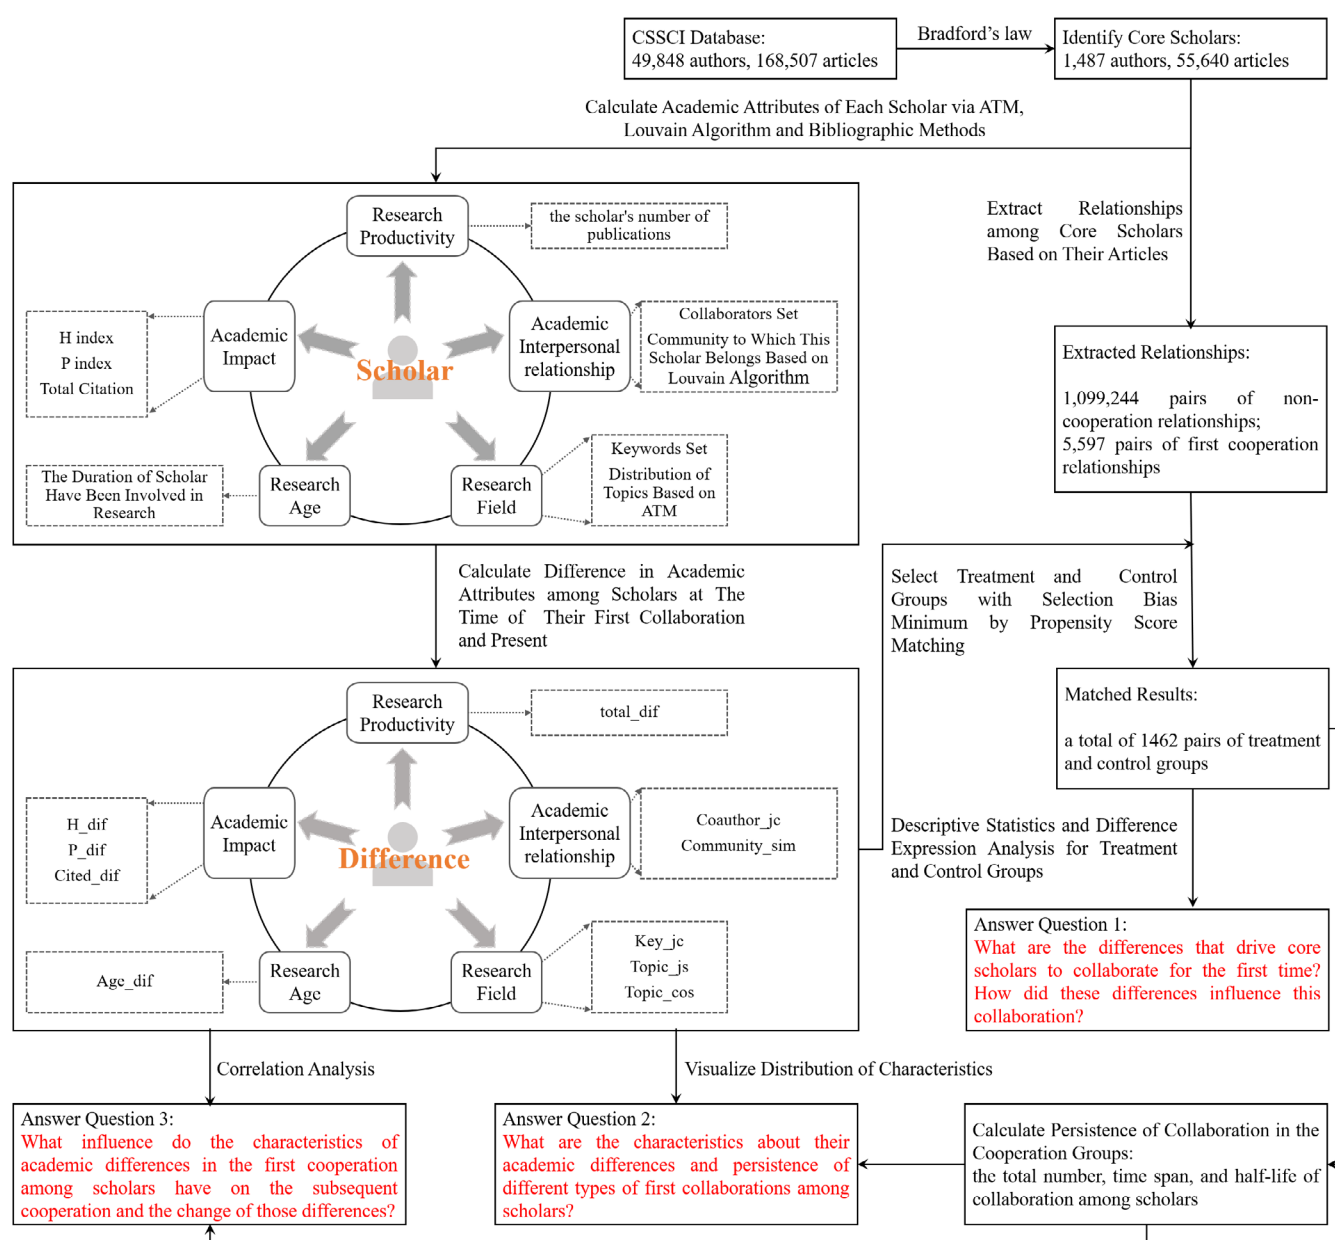 CSSCI Database:
49,848 authors, 168,507 articles
Bradford's law
Identify Core Scholars:
1,487 authors, 55,640 articles
Calculate Academic Attributes of Each Scholar via ATM,
Louvain Algorithm and Bibliographic Methods
Extract Relationships
among Core Scholars
Based on Their Articles
Research
Productivity
the scholar's number of
publications
Academic
Impact
H index
P index
Total Citation
Academic
Interpersonal
relationship
Collaborators Set
Community to Which This
Scholar Belongs Based on
Louvain Algorithm
Scholar
Research
Age
The Duration of Scholar
Have Been Involved in
Research
Research
Field
Keywords Set
Distribution of
Topics Based on
ATM
Extracted Relationships:
1,099,244 pairs of non-
cooperation relationships;
5,597 pairs of first cooperation
relationships
Calculate Difference in Academic
Attributes among Scholars at The
Time of Their First Collaboration
and Present
Select Treatment and Control
Groups with Selection Bias
Minimum by Propensity Score
Matching
Matched Results:
a total of 1462 pairs of treatment
and control groups
Research
Productivity
total_dif
Academic
Impact
H_dif
P_dif
Cited_dif
Academic
Interpersonal
relationship
Coauthor_jc
Community_sim
Difference
Research
Age
Age_dif
Research
Field
Key_jc
Topic_js
Topic_cos
Descriptive Statistics and Difference
Expression Analysis for Treatment
and Control Groups
Answer Question 1:
What are the differences that drive core
scholars to collaborate for the first time?
How did these differences influence this
collaboration?
Correlation Analysis
Visualize Distribution of Characteristics
Answer Question 3:
What influence do the characteristics of
academic differences in the first cooperation
among scholars have on the subsequent
cooperation and the change of those differences?
Answer Question 2:
What are the characteristics about their
academic differences and persistence of
different types of first collaborations among
scholars?
Calculate Persistence of Collaboration in the
Cooperation Groups:
the total number, time span, and half-life of
collaboration among scholars